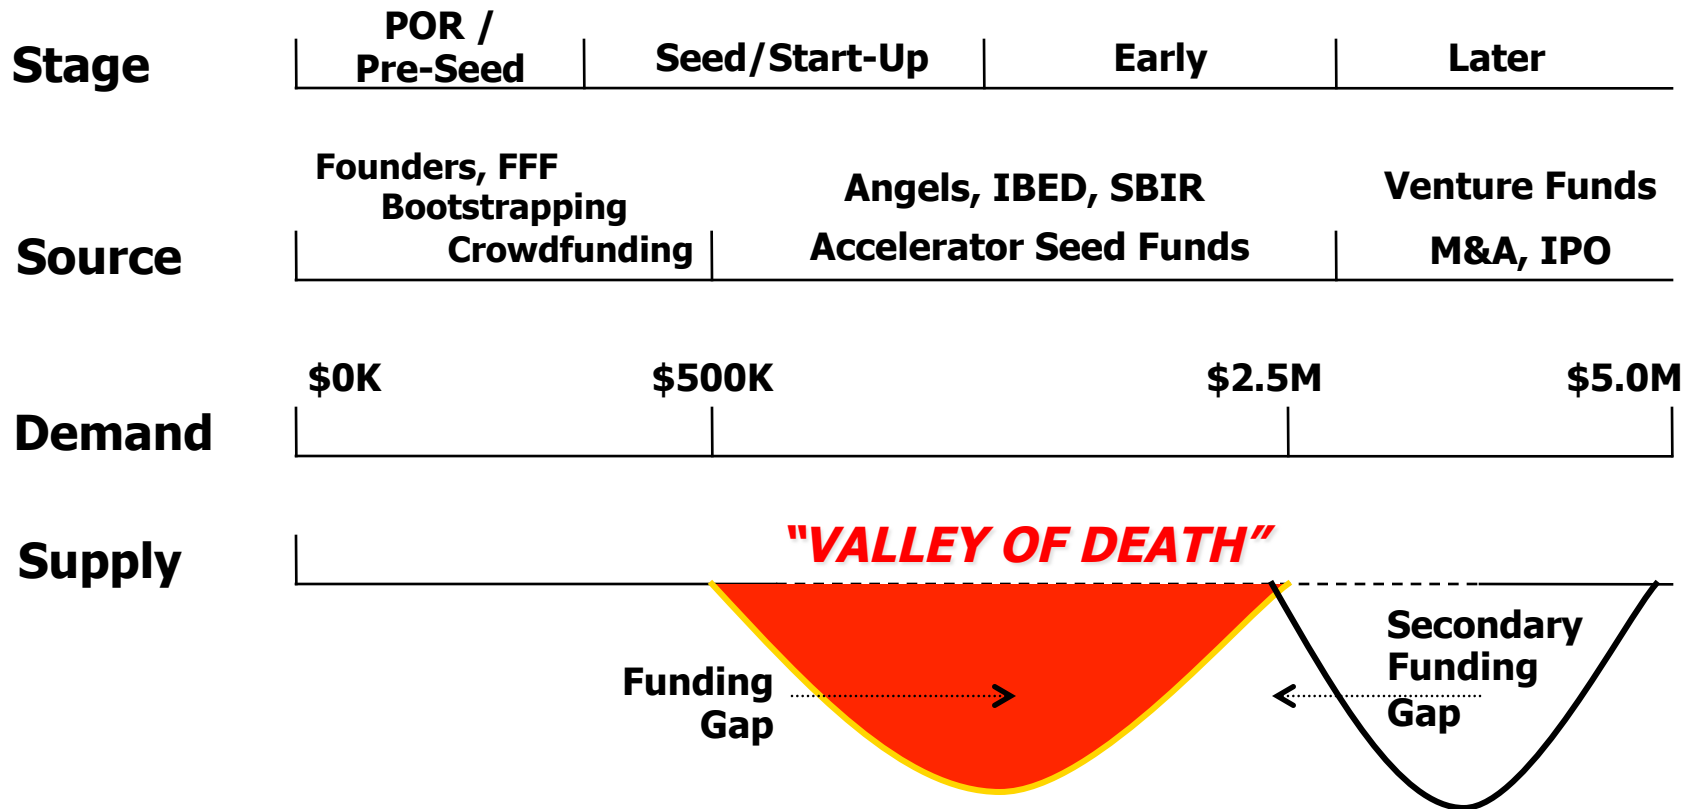 Stage
POR /
Pre-Seed
Seed/Start-Up
Early
Later
Source
Founders, FFF
Bootstrapping
Crowdfunding
Angels, IBED, SBIR
Accelerator Seed Funds
Venture Funds
M&A, IPO
Demand
$0K
$500K
$2.5M
$5.0M
Supply
“VALLEY OF DEATH”
Funding
Gap
Secondary
Funding
Gap